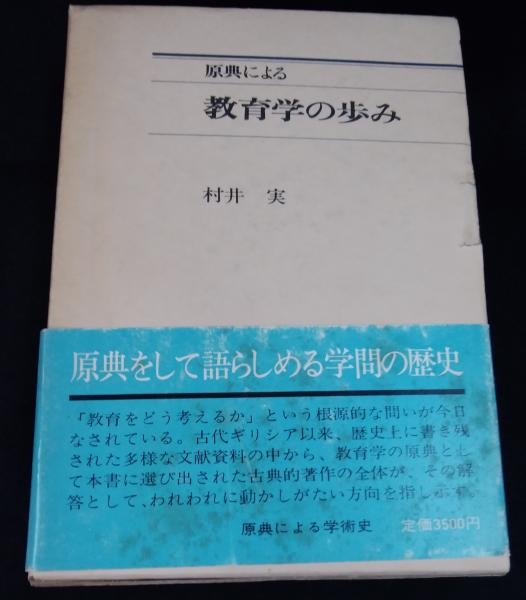 原典による
教育学の歩み
村井 実
原典をして語らしめる学問の歴史
「教育をどう考えるか」という根源的な問いが今日
なされている。古代ギリシア以来、歴史上に書き残
された多様な文献資料の中から、教育学の原典とし
て本書に選び出された古典的著作の全体が、その解
答として、われわれに動かしがたい方向を指し示す。
原典による学術史 定価3500円